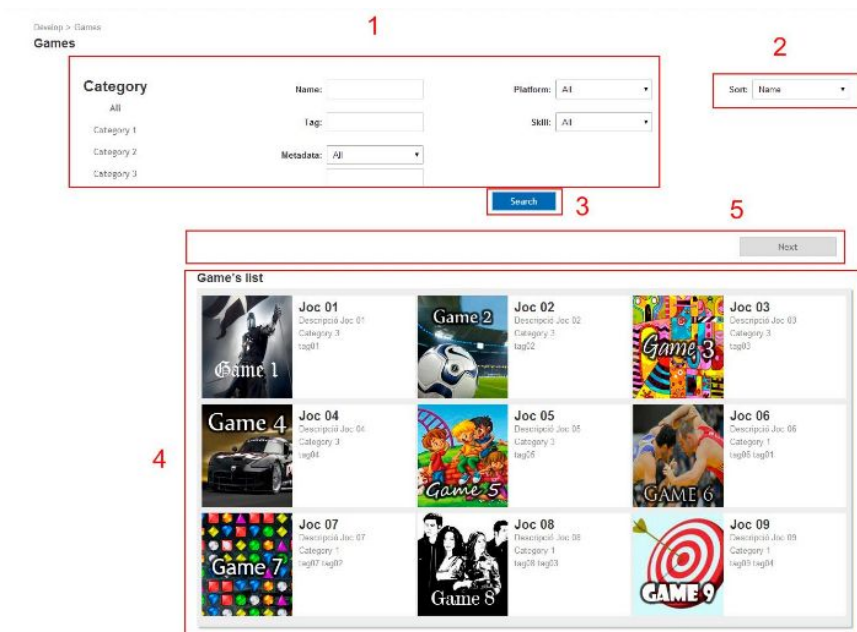 1
Develop > Games
Games
2
Category
All
Category 1
Category 2
Category 3
Name:
Tag:
Metadata: All
Platform: All
Skill: All
Sort: Name
Search
3
5
Next
Game's list
Game 1
Joc 01
Descripció Joc 01
Category 3
tag01
Game 2
Joc 02
Descripció Joc 02
Category 3
tag02
Game 3
Joc 03
Descripció Joc 03
Category 3
tag03
4
Game 4
Joc 04
Descripció Joc 04
Category 3
tag04
Game 5
Joc 05
Descripció Joc 05
Category 3
tag05
GAME 6
Joc 06
Descripció Joc 06
Category 1
tag06 tag01
Game 7
Joc 07
Descripció Joc 07
Category 1
tag07 tag02
Game 8
Joc 08
Descripció Joc 08
Category 1
tag08 tag03
GAME 9
Joc 09
Descripció Joc 09
Category 1
tag09 tag04